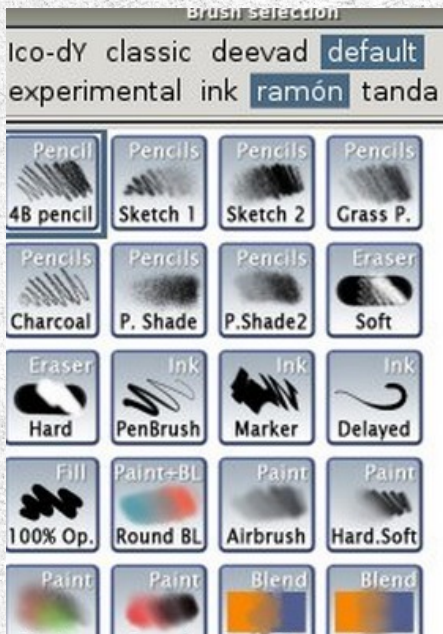 Brush selection
Ico-dY classic deevad default
experimental ink ramón tanda
Pencil Pencils Pencils Pencils
4B pencil Sketch 1 Sketch 2 Grass P.
Pencils Pencils Pencils Eraser
Charcoal P. Shade P.Shade2 Soft
Eraser Ink Ink Ink
Hard PenBrush Marker Delayed
Fill Paint+BL Paint Paint
100% Op. Round BL Airbrush Hard.Soft
Paint Paint Blend Blend